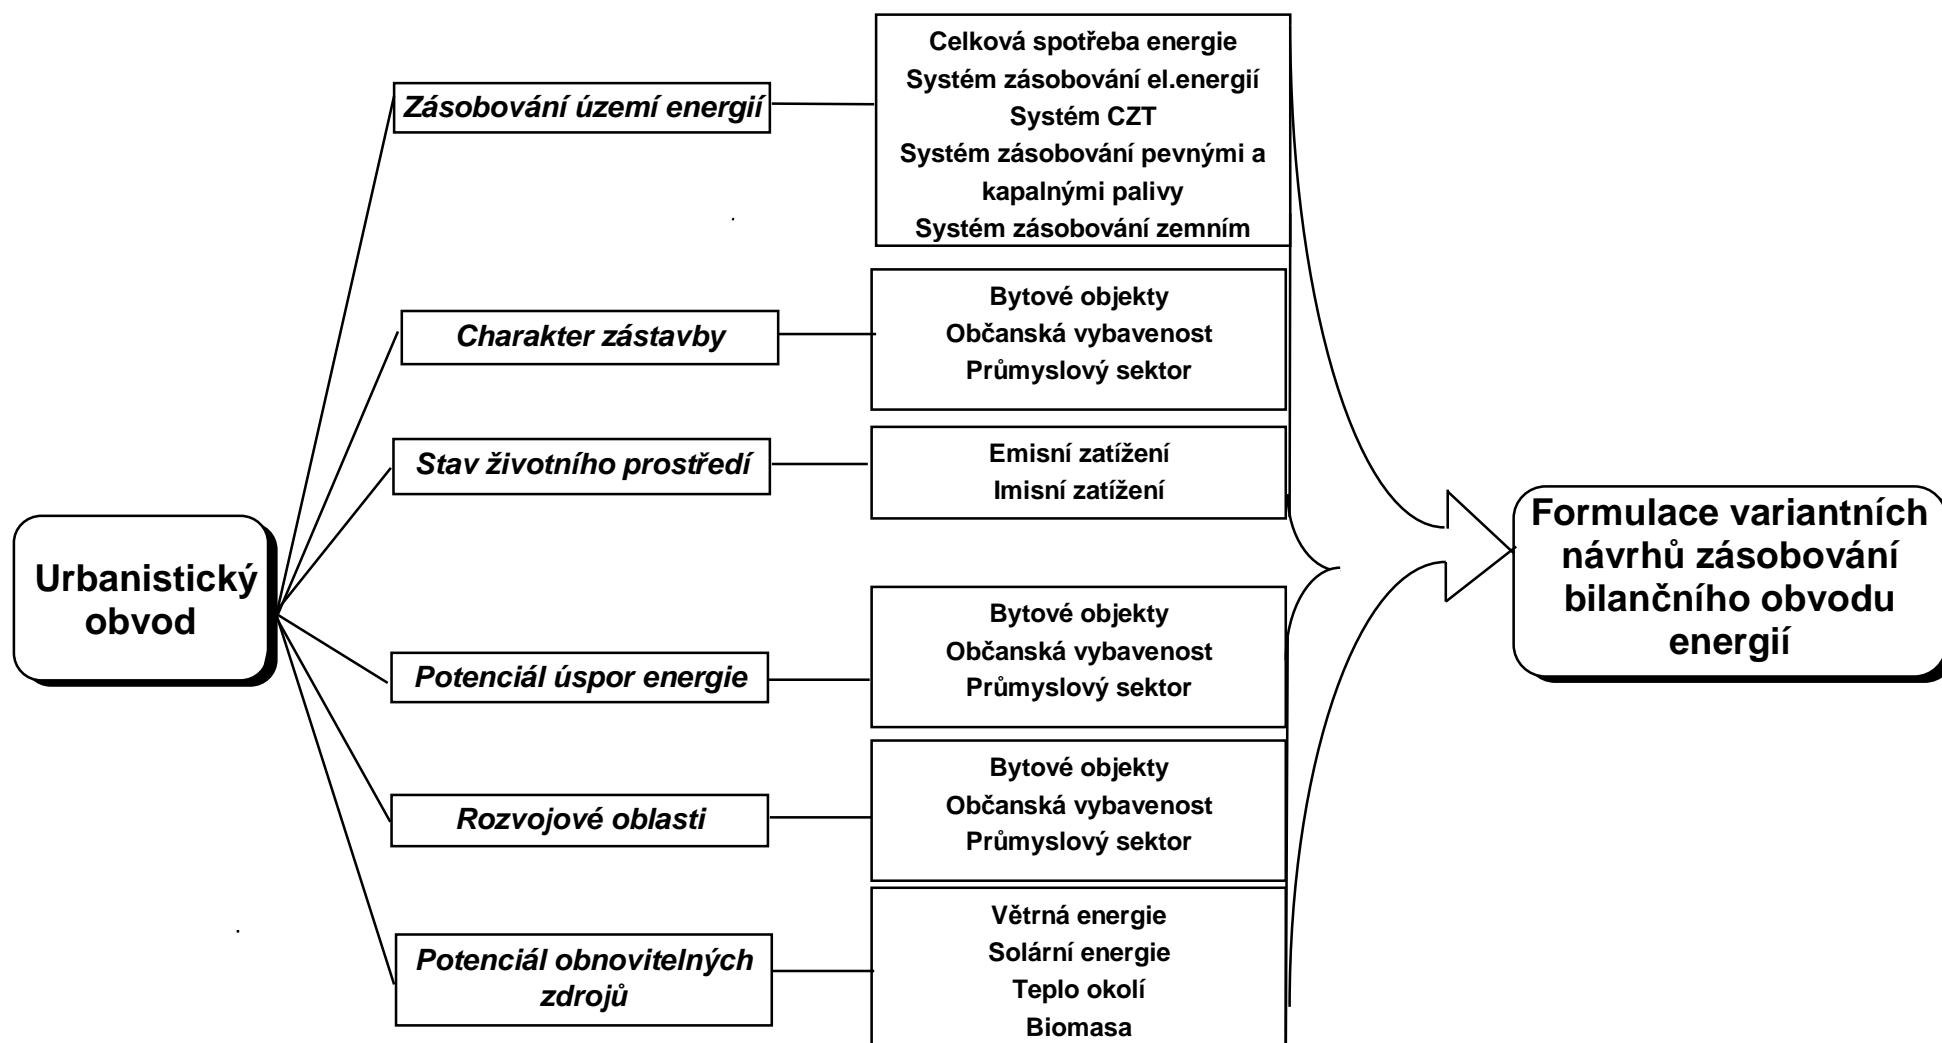 Urbanistický
obvod
Zásobování území energií
Celková spotřeba energie
Systém zásobování el.energií
Systém CZT
Systém zásobování pevnými a
kapalnými palivy
Systém zásobování zemním
Charakter zástavby
Bytové objekty
Občanská vybavenost
Průmyslový sektor
Stav životního prostředí
Emisní zatížení
Imisní zatížení
Potenciál úspor energie
Bytové objekty
Občanská vybavenost
Průmyslový sektor
Rozvojové oblasti
Bytové objekty
Občanská vybavenost
Průmyslový sektor
Potenciál obnovitelných
zdrojů
Větrná energie
Solární energie
Teplo okolí
Biomasa
Formulace variantních
návrhů zásobování
bilančního obvodu
energií